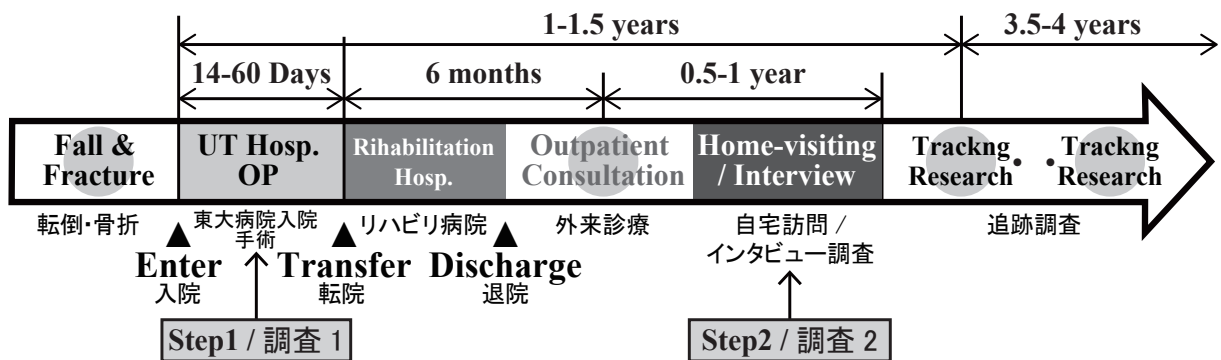 1-1.5 years
3.5-4 years
14-60 Days
6 months
0.5-1 year
Fall &
Fracture
UT Hosp.
OP
Rihabilitation
Hosp.
Outpatient
Consultation
Home-visiting
/ Interview
Trackng
Research
・・
Trackng
Research
転倒・骨折
東大病院入院
手術
リハビリ病院
外来診療
自宅訪問 /
インタビュー調査
追跡調査
▲
Enter
入院
▲
Transfer
転院
▲
Discharge
退院
Step1 / 調査 1
Step2 / 調査 2